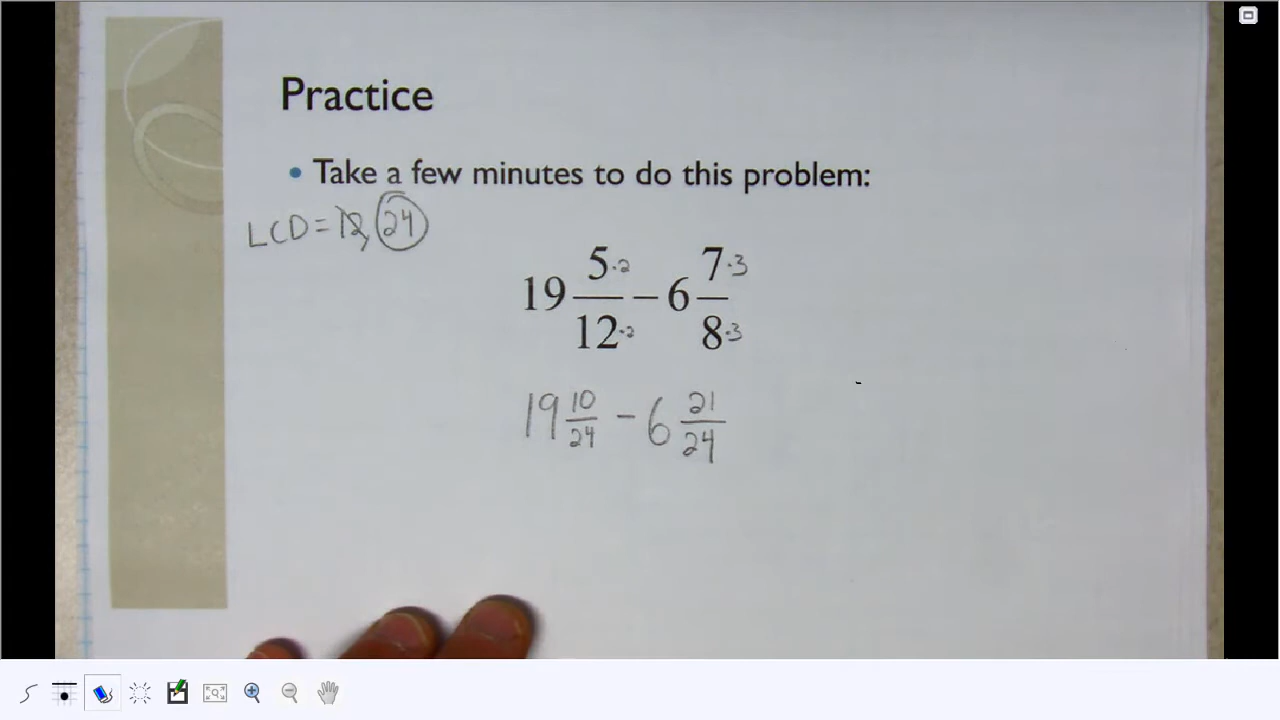 Practice
• Take a few minutes to do this problem:
LCD = 12, 24
19 5·2/12·2 – 6 7·3/8·3
19 10/24 – 6 21/24